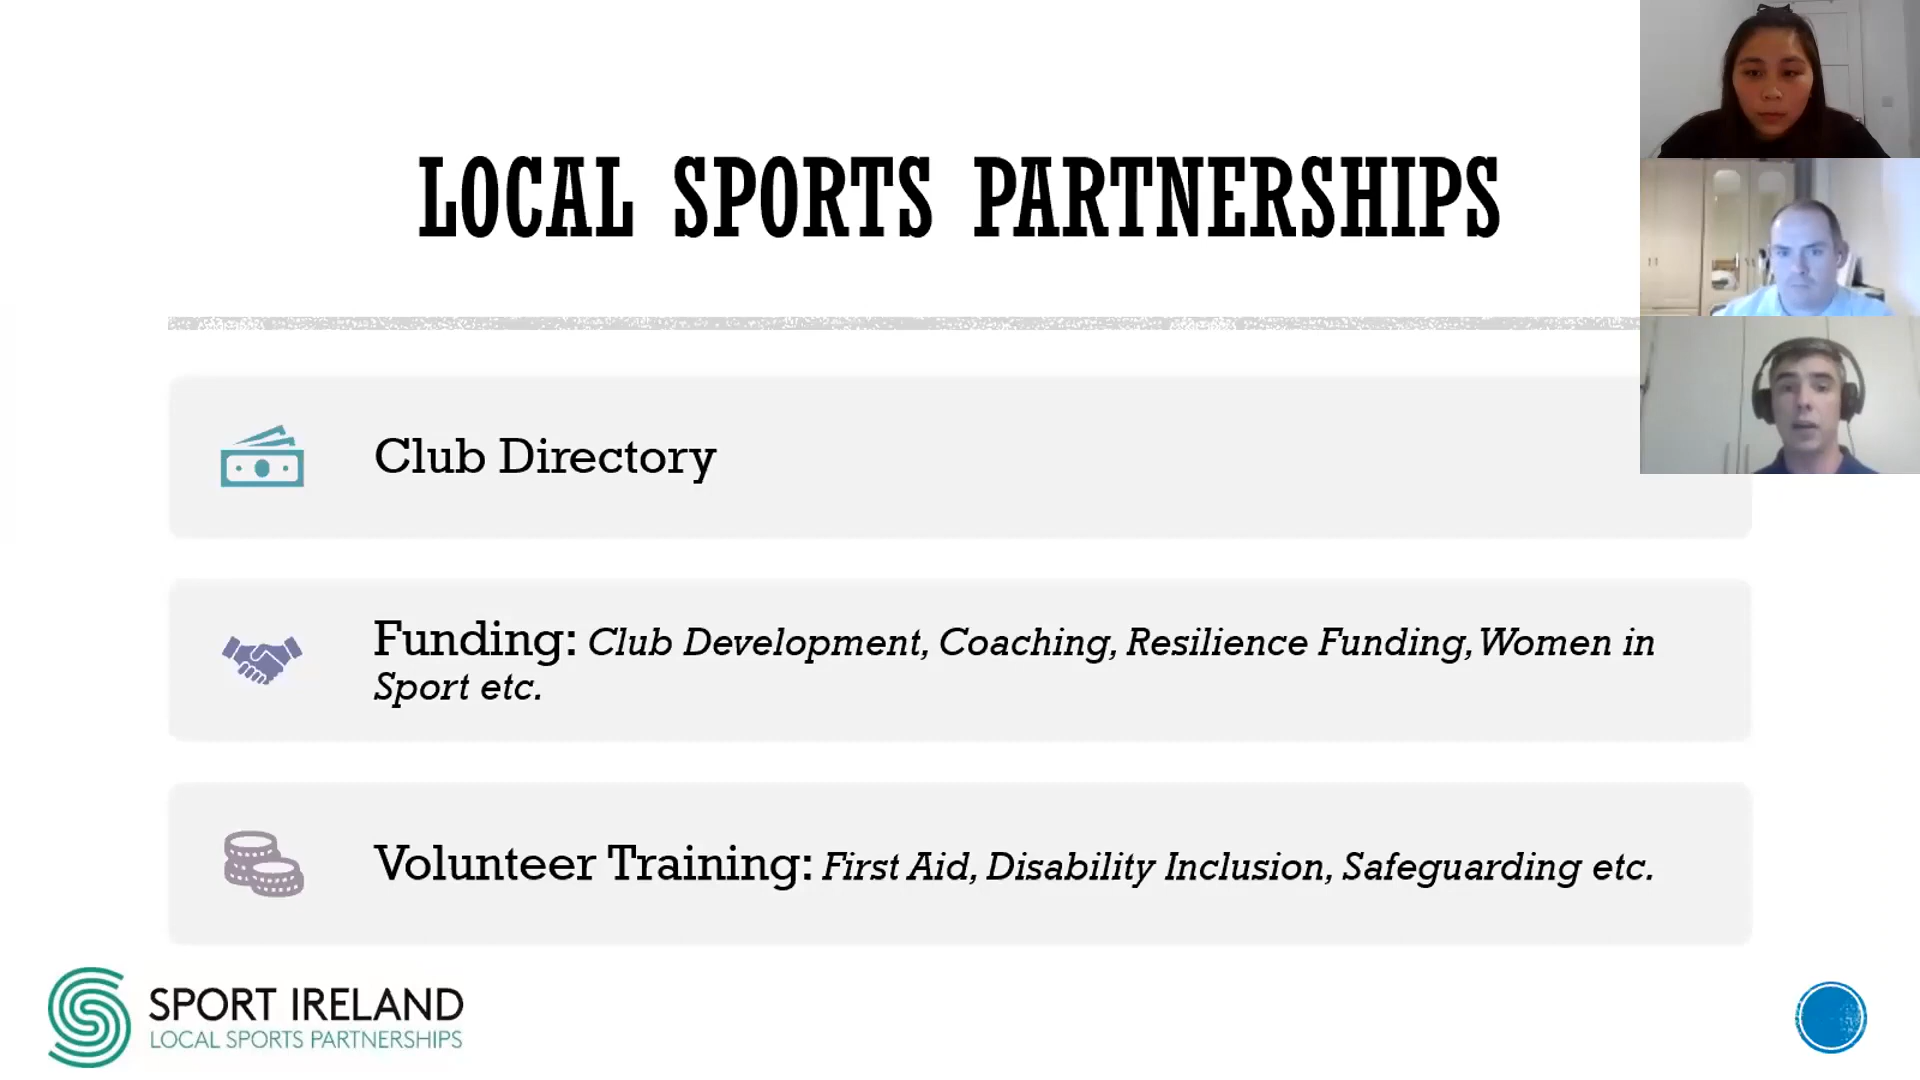 LOCAL SPORTS PARTNERSHIPS
Club Directory
Funding: Club Development, Coaching, Resilience Funding, Women in
Sport etc.
Volunteer Training: First Aid, Disability Inclusion, Safeguarding etc.
SPORT IRELAND
LOCAL SPORTS PARTNERSHIPS